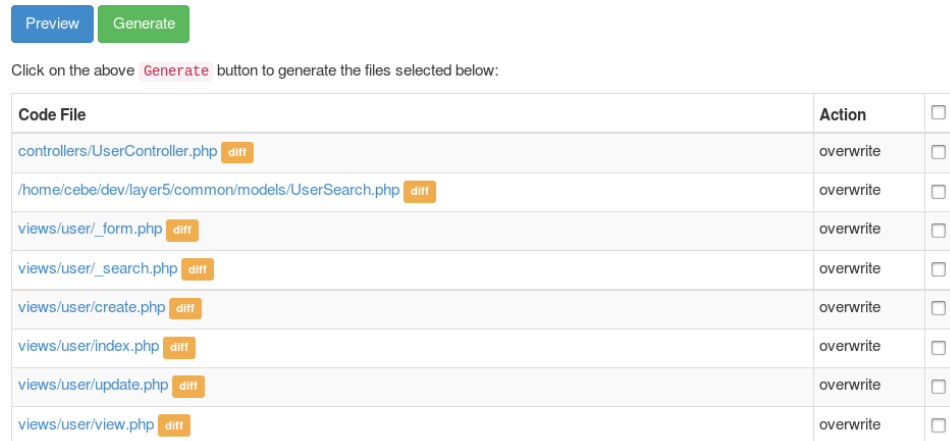 Preview Generate
Click on the above Generate button to generate the files selected below:
Code File Action
controllers/UserController.php diff overwrite
/home/cebe/dev/layer5/common/models/UserSearch.php diff overwrite
views/user/_form.php diff overwrite
views/user/_search.php diff overwrite
views/user/create.php diff overwrite
views/user/index.php diff overwrite
views/user/update.php diff overwrite
views/user/view.php diff overwrite